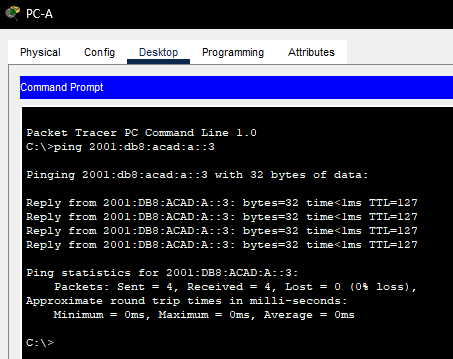 PC-A
Physical Config Desktop Programming Attributes
Command Prompt
Packet Tracer PC Command Line 1.0
C:\>ping 2001:db8:acad:a::3
Pinging 2001:db8:acad:a::3 with 32 bytes of data:
Reply from 2001:DB8:ACAD:A::3: bytes=32 time<1ms TTL=127
Reply from 2001:DB8:ACAD:A::3: bytes=32 time<1ms TTL=127
Reply from 2001:DB8:ACAD:A::3: bytes=32 time<1ms TTL=127
Reply from 2001:DB8:ACAD:A::3: bytes=32 time<1ms TTL=127
Ping statistics for 2001:DB8:ACAD:A::3:
Packets: Sent = 4, Received = 4, Lost = 0 (0% loss),
Approximate round trip times in milli-seconds:
Minimum = 0ms, Maximum = 0ms, Average = 0ms
C:\>